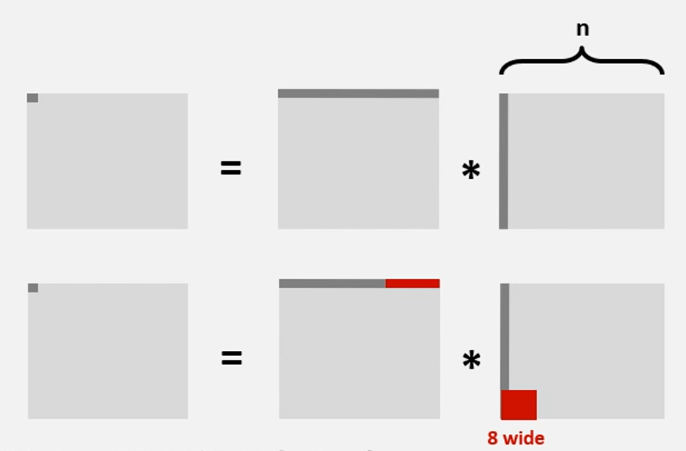 n
= *
= *
8 wide